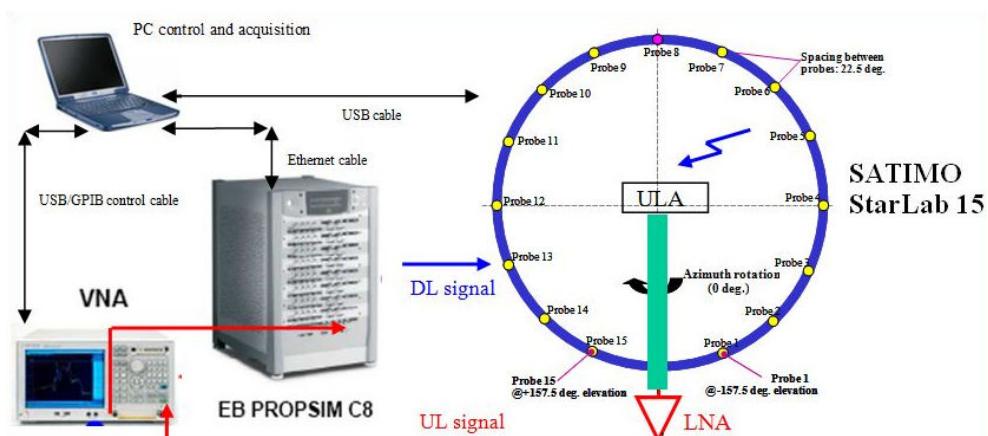 PC control and acquisition
USB cable
Ethernet cable
USB/GPIB control cable
VNA
EB PROPSIM C8
DL signal
UL signal
LNA
Probe 8
Probe 9
Probe 7
Spacing between
probes: 22.5 deg.
Probe 10
Probe 6
Probe 11
Probe 5
SATIMO
StarLab 15
ULA
Probe 12
Probe 4
Probe 13
Probe 3
Azimuth rotation
(0 deg.)
Probe 14
Probe 2
Probe 15
Probe 1
Probe 15
@+157.5 deg. elevation
Probe 1
@-157.5 deg. elevation